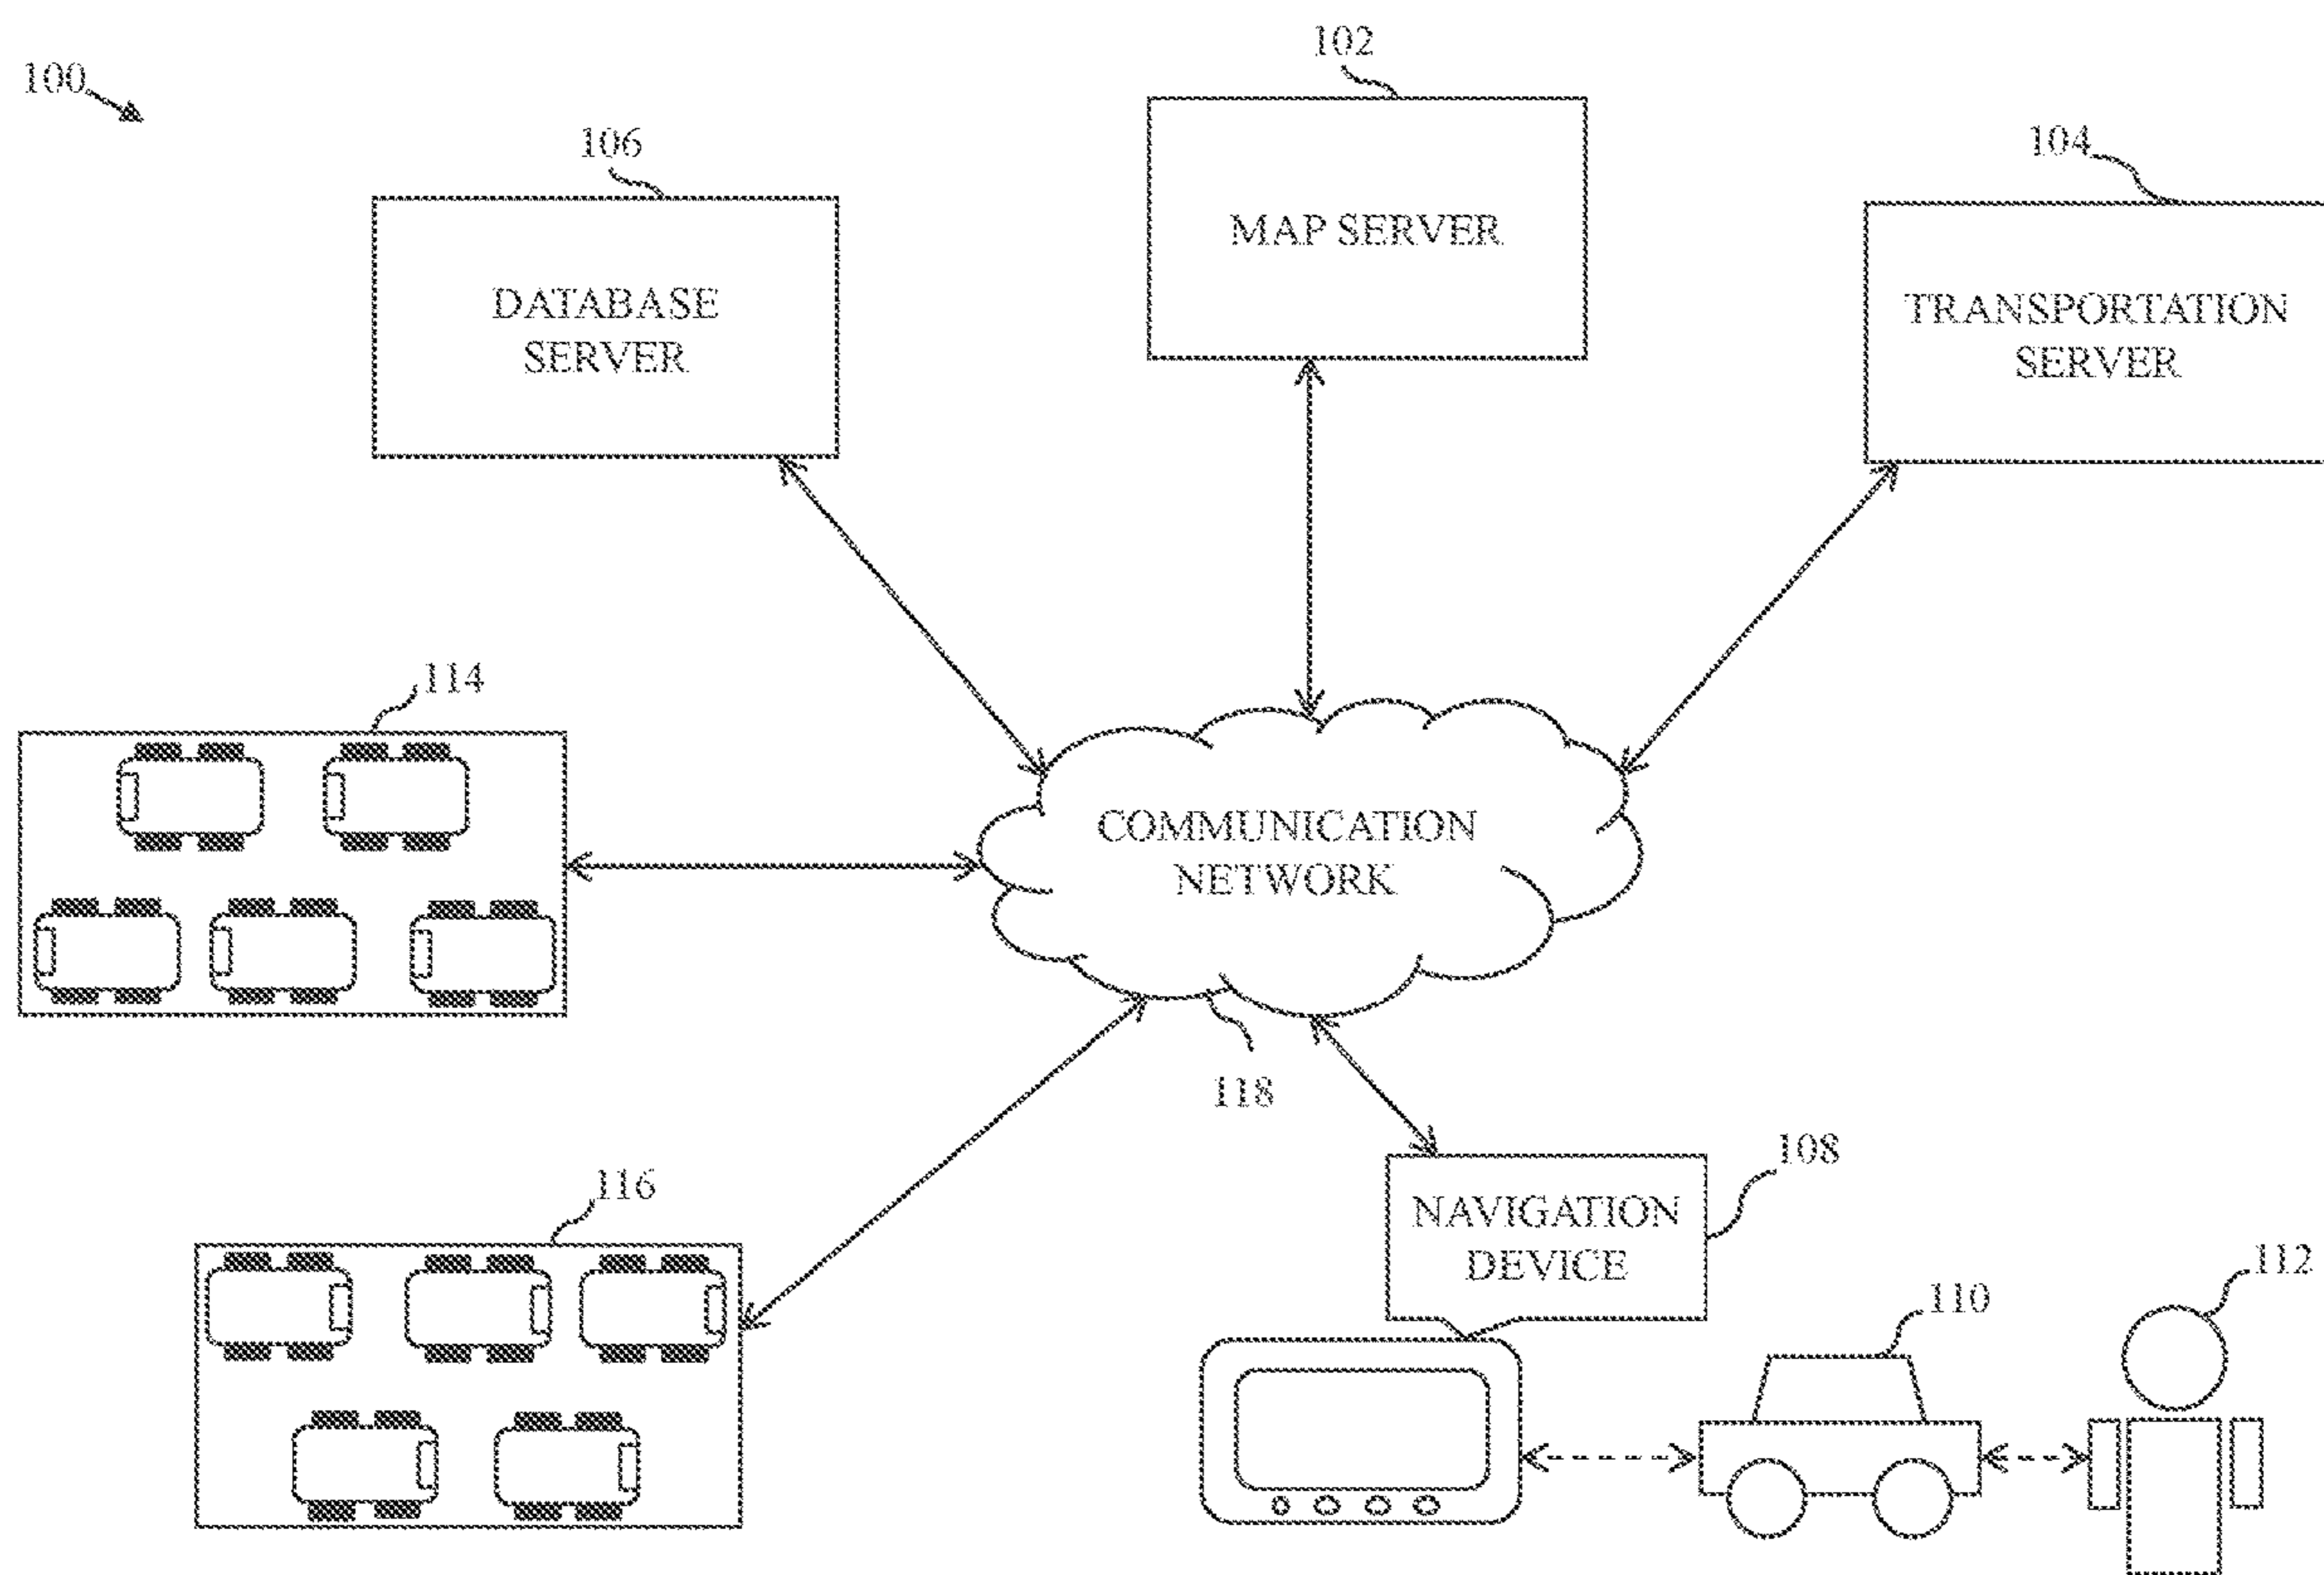 100
102
106
104
MAP SERVER
DATABASE
SERVER
TRANSPORTATION
SERVER
114
COMMUNICATION
NETWORK
118
116
108
NAVIGATION
DEVICE
110
112